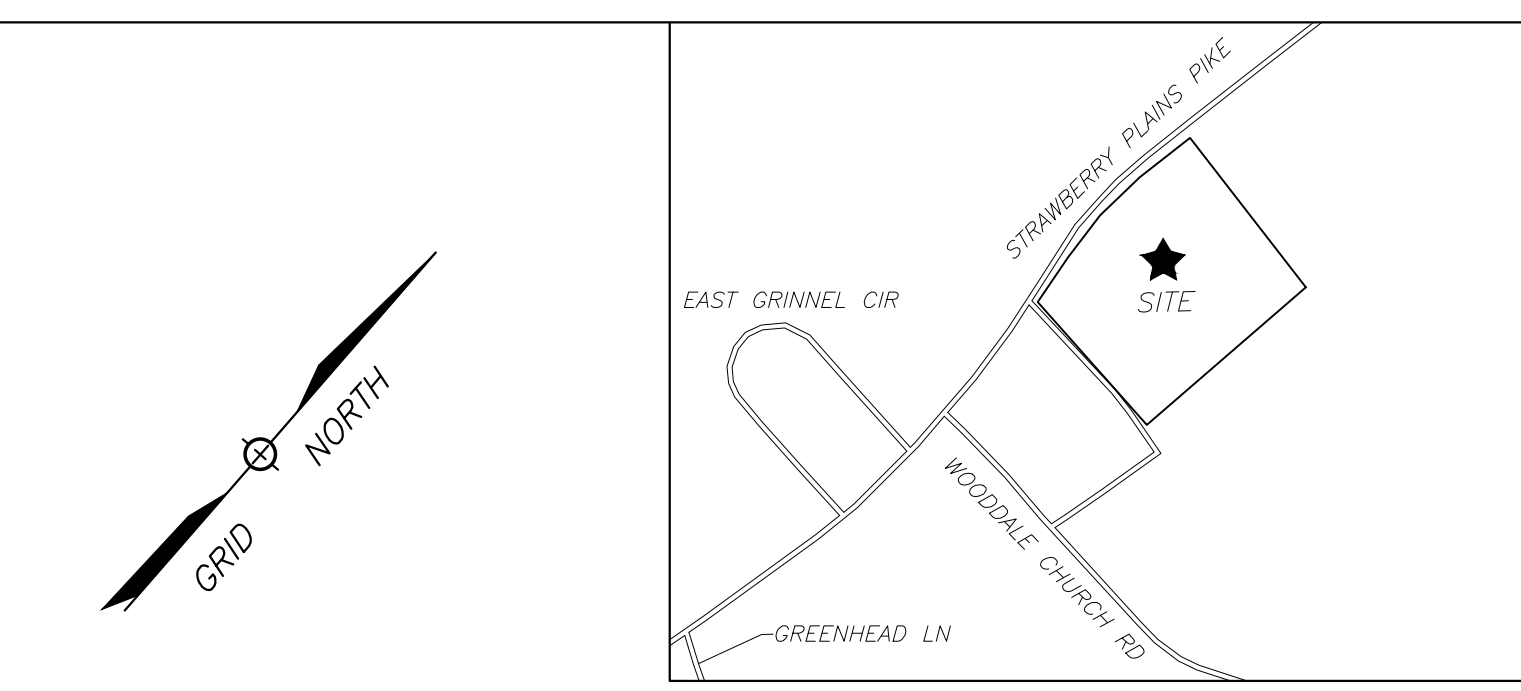 STRAWBERRY PLAINS PIKE
SITE
EAST GRINNEL CIR
NORTH
GRID
WOODDALE CHURCH RD
GREENHEAD LN